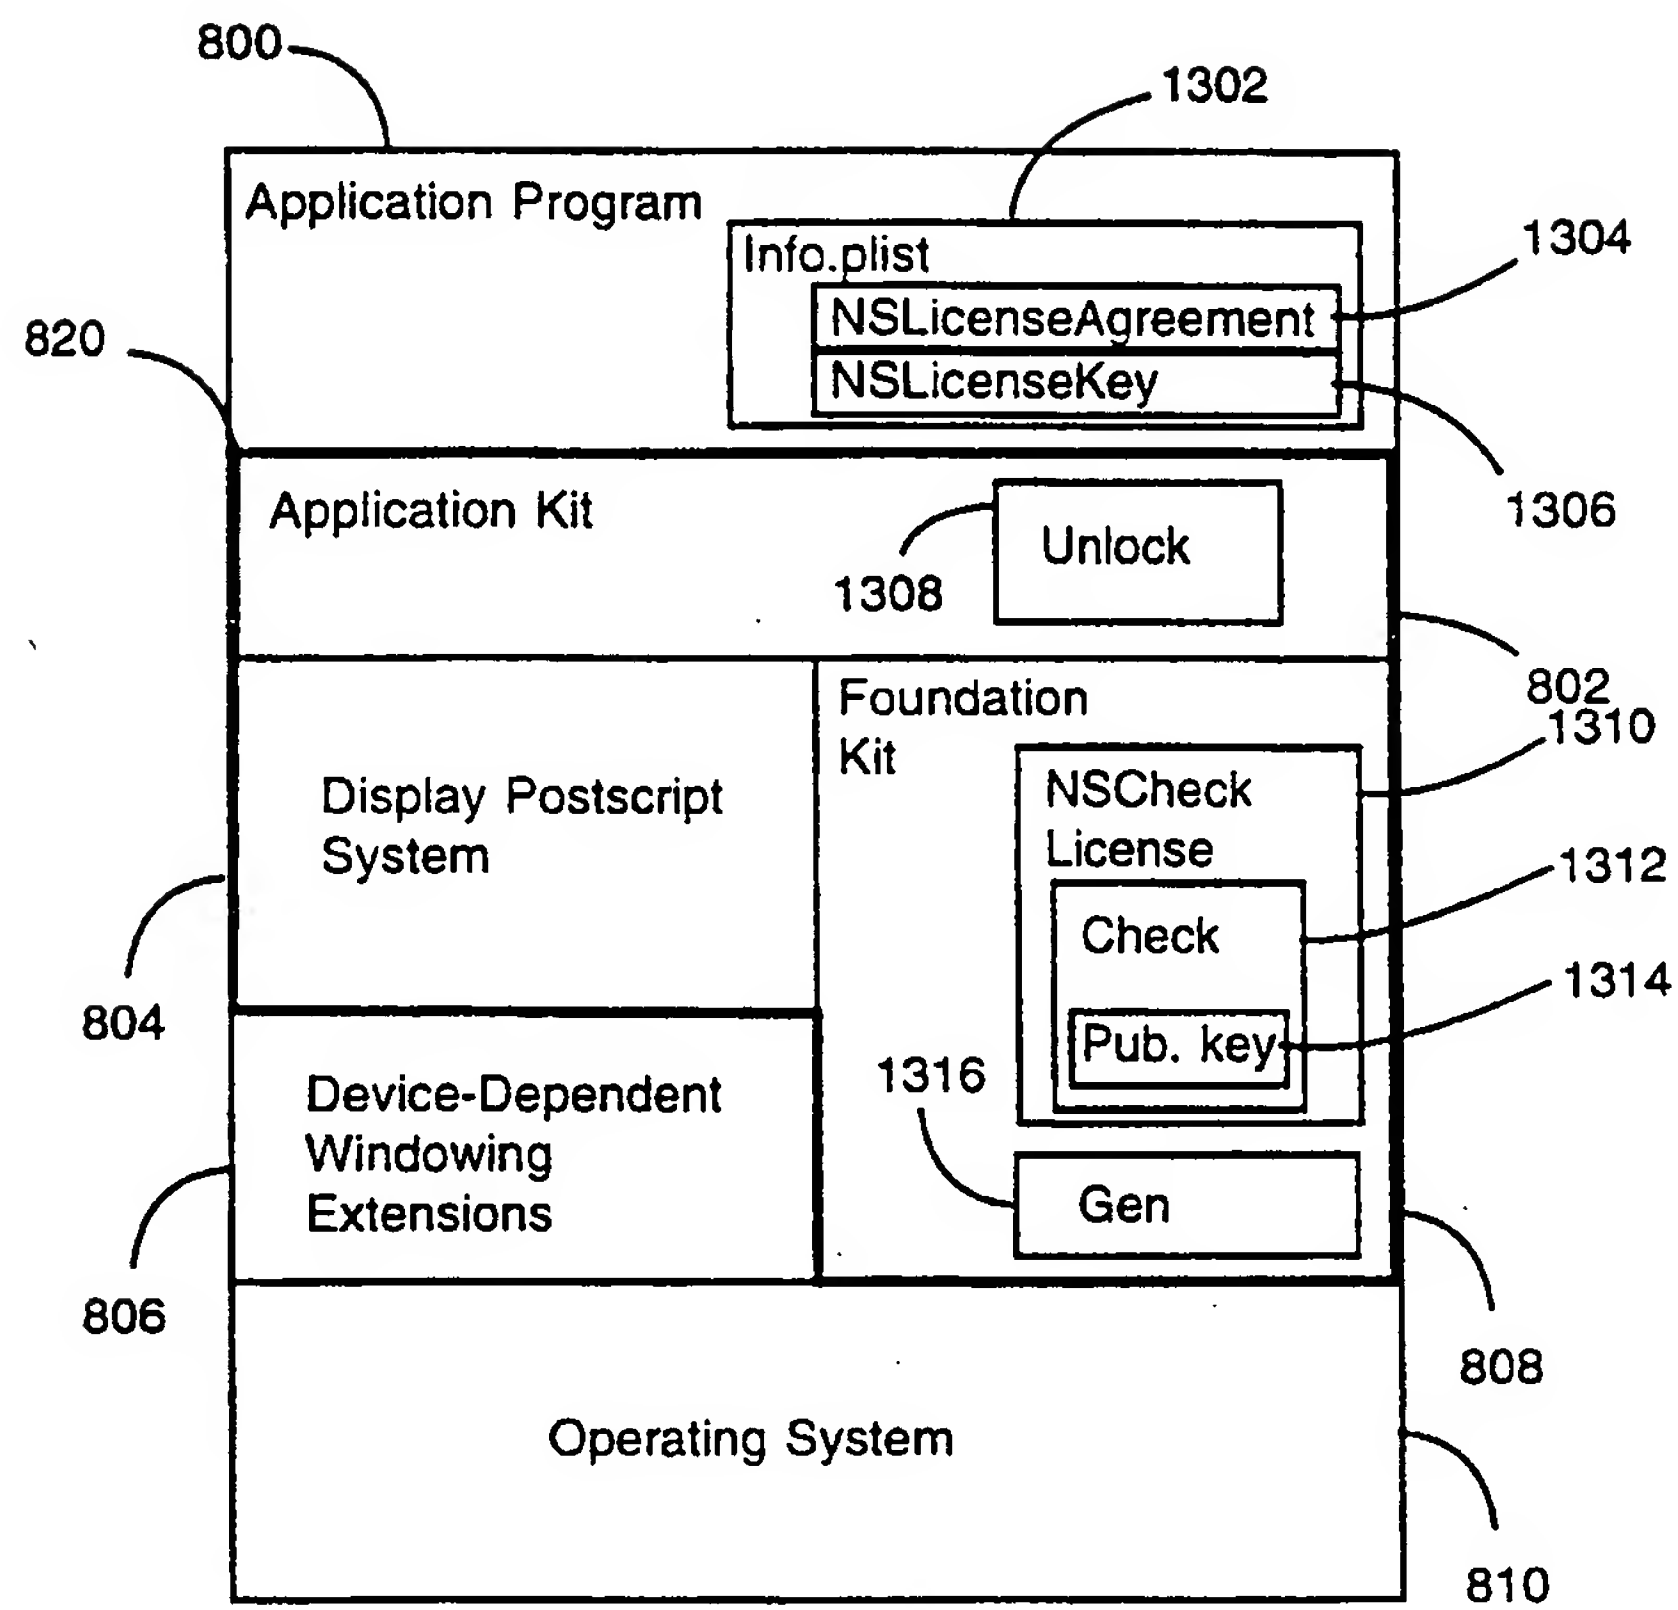 800
1302
Application Program
Info.plist
1304
NSLicenseAgreement
820
NSLicenseKey
1306
Application Kit
Unlock
1308
802
Foundation
Kit
1310
NSCheck
License
Display Postscript
System
1312
Check
1314
804
Pub. key
1316
Device-Dependent
Windowing
Extensions
Gen
806
808
Operating System
810